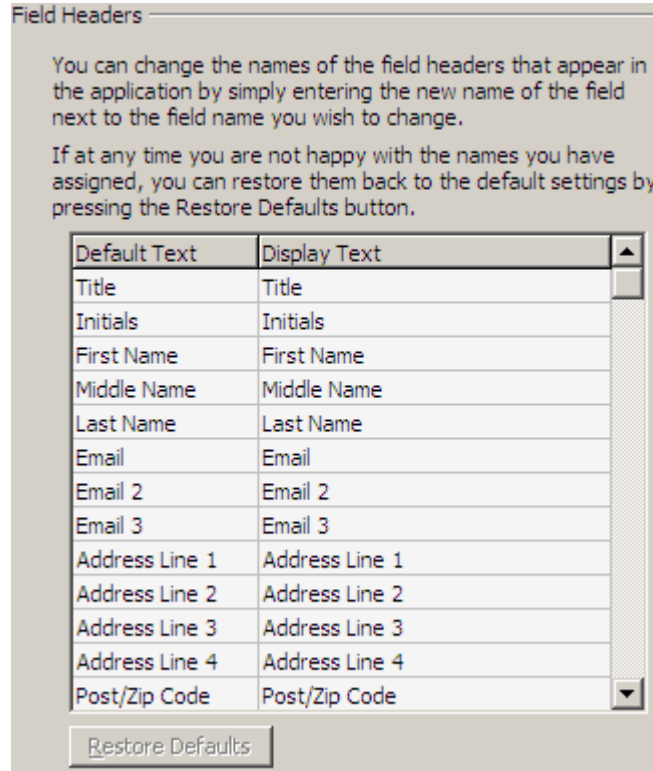 Field Headers
You can change the names of the field headers that appear in
the application by simply entering the new name of the field
next to the field name you wish to change.
If at any time you are not happy with the names you have
assigned, you can restore them back to the default settings by
pressing the Restore Defaults button.
Default Text Display Text
Title Title
Initials Initials
First Name First Name
Middle Name Middle Name
Last Name Last Name
Email Email
Email 2 Email 2
Email 3 Email 3
Address Line 1 Address Line 1
Address Line 2 Address Line 2
Address Line 3 Address Line 3
Address Line 4 Address Line 4
Post/Zip Code Post/Zip Code
Restore Defaults